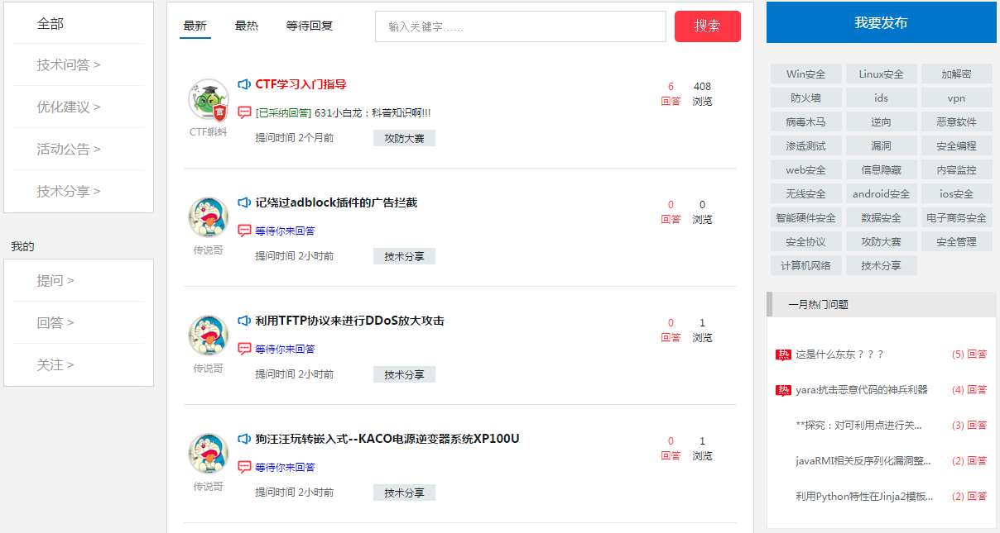 全部
技术问答 >
优化建议 >
活动公告 >
技术分享 >
我的
提问 >
回答 >
关注 >
最新 最热 等待回复 输入关键字…… 搜索
CTF学习入门指导
[已采纳回答] 631小白龙：科普知识啊!!!
官
CTF蝌蚪
提问时间 2个月前 攻防大赛
6 回答 408 浏览
记绕过adblock插件的广告拦截
等待你来回答
传说哥
提问时间 2小时前 技术分享
0 回答 0 浏览
利用TFTP协议来进行DDoS放大攻击
等待你来回答
传说哥
提问时间 2小时前 技术分享
0 回答 1 浏览
狗汪汪玩转嵌入式--KACO电源逆变器系统XP100U
等待你来回答
传说哥
提问时间 2小时前 技术分享
0 回答 1 浏览
我要发布
Win安全 Linux安全 加解密
防火墙 ids vpn
病毒木马 逆向 恶意软件
渗透测试 漏洞 安全编程
web安全 信息隐藏 内容监控
无线安全 android安全 ios安全
智能硬件安全 数据安全 电子商务安全
安全协议 攻防大赛 安全管理
计算机网络 技术分享
一月热门问题
热 这是什么东东？？？ (5) 回答
热 yara:抗击恶意代码的神兵利器 (4) 回答
**探究：对可利用点进行关... (3) 回答
javaRMI相关反序列化漏洞整... (2) 回答
利用Python特性在Jinja2模板... (2) 回答